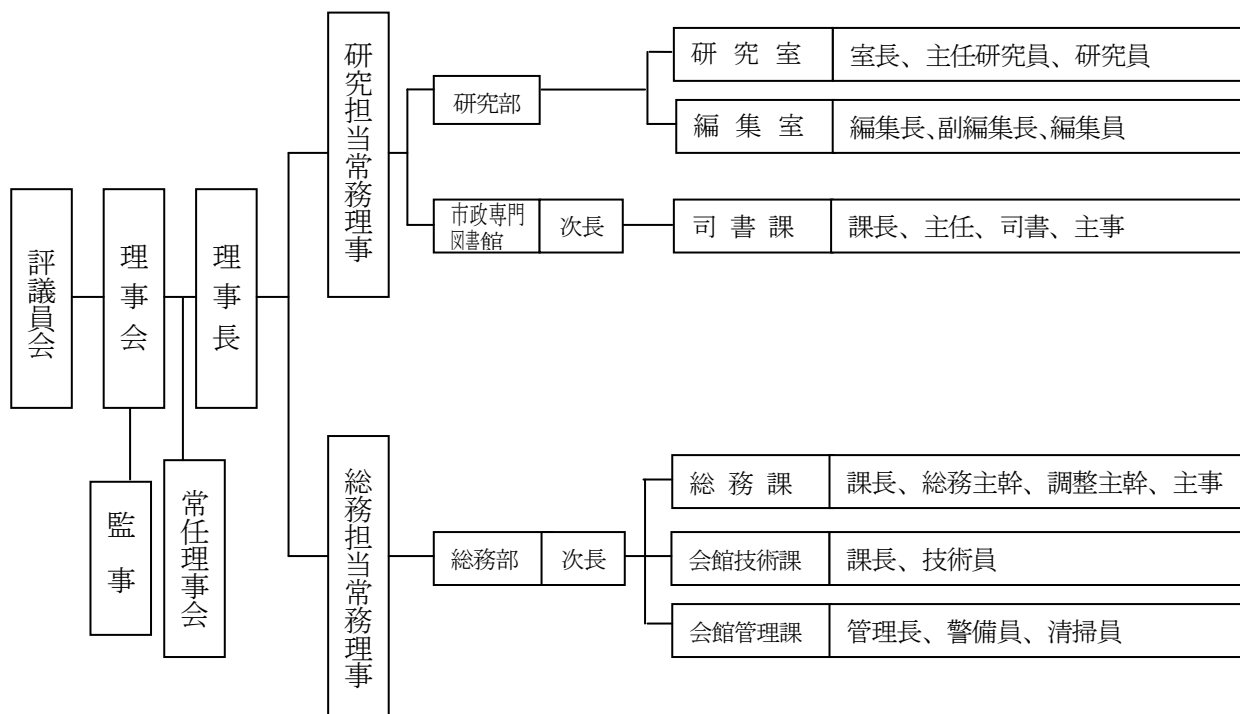 評議員会
理事会
監事
常任理事会
理事長
研究担当常務理事
研究部
研究室 室長、主任研究員、研究員
編集室 編集長、副編集長、編集員
市政専門
図書館
次長
司書課 課長、主任、司書、主事
総務担当常務理事
総務部 次長
総務課 課長、総務主幹、調整主幹、主事
会館技術課 課長、技術員
会館管理課 管理長、警備員、清掃員